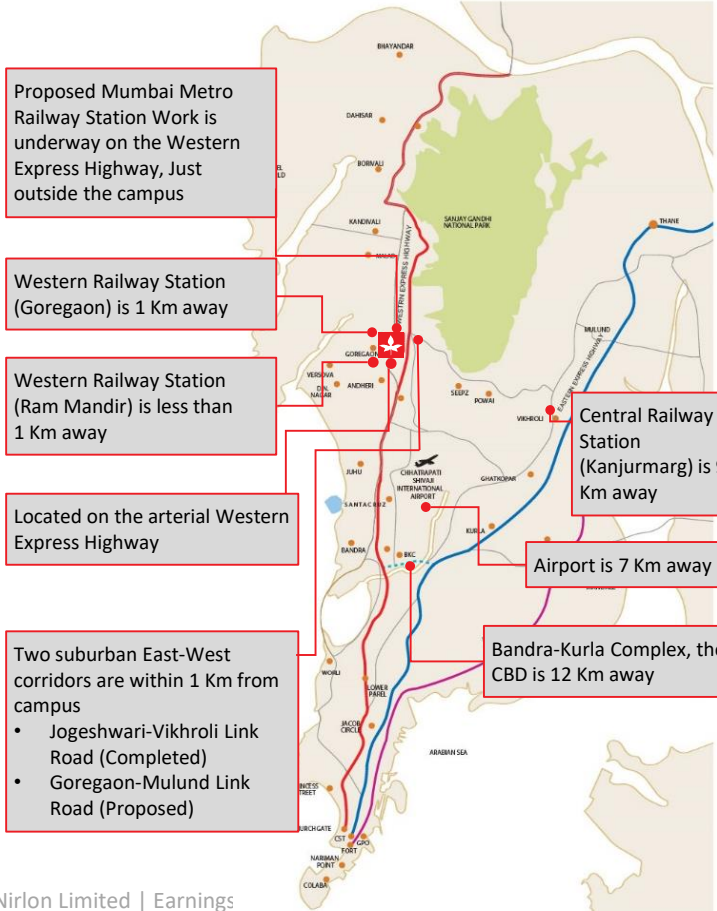 BHAYANDAR
Proposed Mumbai Metro
Railway Station Work is
underway on the Western
Express Highway, Just
outside the campus
DAHISAR
BORIVALI
KANDIVALI
SANJAY GANDHI
NATIONAL PARK
THANE
WESTERN EXPRESS HIGHWAY
Western Railway Station
(Goregaon) is 1 Km away
MULUND
GOREGAON
Western Railway Station
(Ram Mandir) is less than
1 Km away
VERSOVA
D.N.
NAGAR
ANDHERI
SEEPZ
POWAI
EASTERN EXPRESS HIGHWAY
VIKHROLI
Central Railway
Station
(Kanjurmarg) is
Km away
JUHU
CHHATRAPATI
SHIVAJI
INTERNATIONAL
AIRPORT
GHATKOPAR
Located on the arterial Western
Express Highway
SANTACRUZ
KURLA
BANDRA
BKC
Airport is 7 Km away
Two suburban East-West
corridors are within 1 Km from
campus
• Jogeshwari-Vikhroli Link
Road (Completed)
• Goregaon-Mulund Link
Road (Proposed)
Bandra-Kurla Complex, the
CBD is 12 Km away
WORLI
LOWER
PAREL
JACOB
CIRCLE
ARABIAN SEA
CST
GPO
FORT
NARIMAN
POINT
COLABA
Nirlon Limited | Earnings